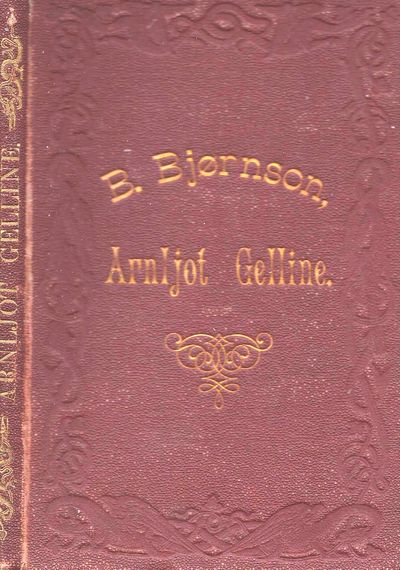 B. Bjørnson,
Arnljot Gelline.
ARNLJOT GELLINE.